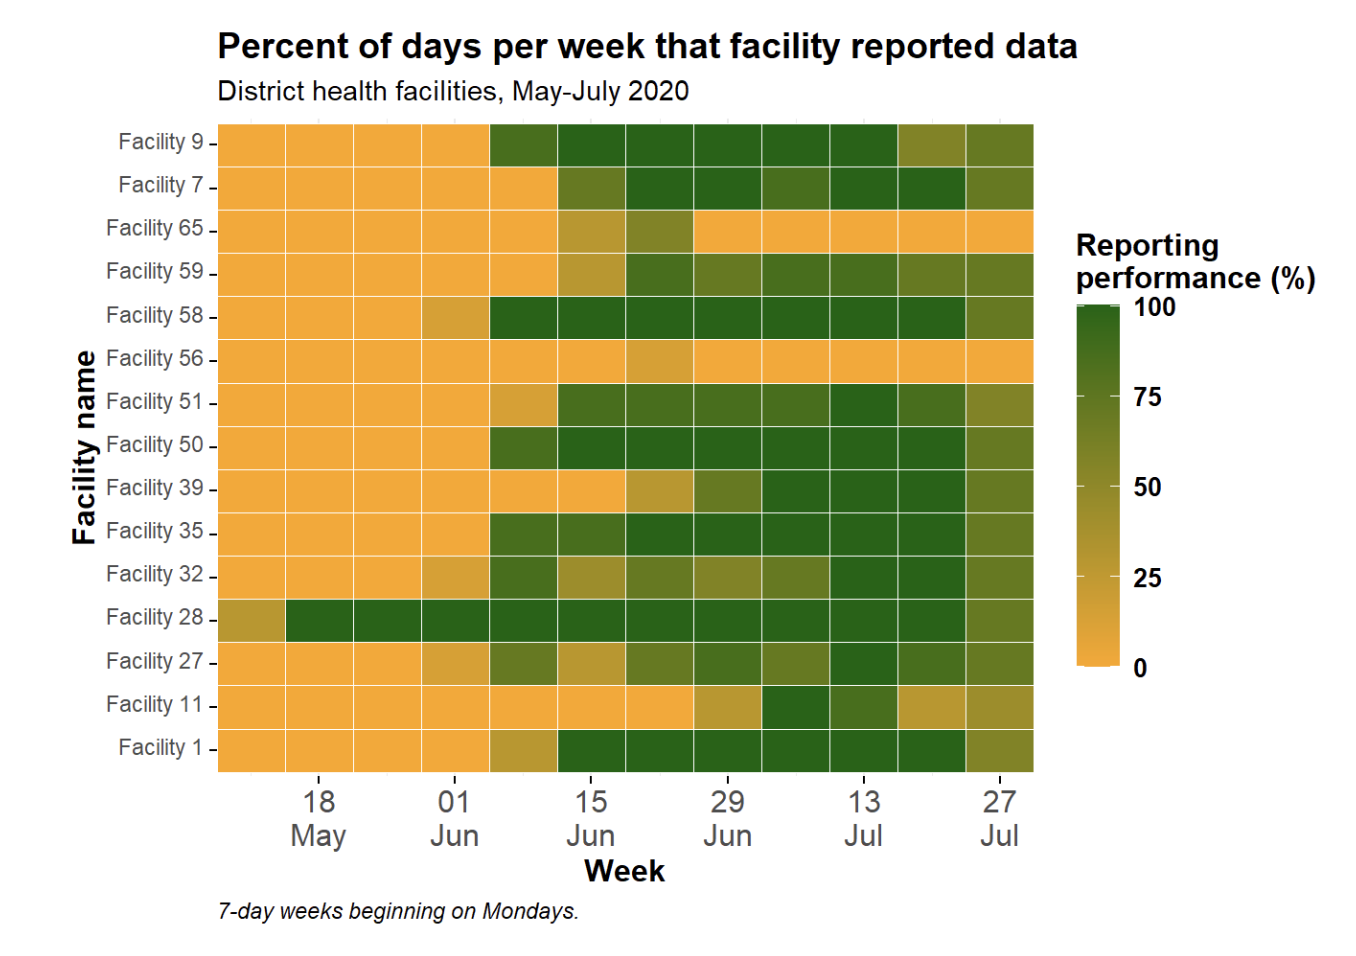 Percent of days per week that facility reported data
District health facilities, May-July 2020
Facility name
Facility 9
Facility 7
Facility 65
Facility 59
Facility 58
Facility 56
Facility 51
Facility 50
Facility 39
Facility 35
Facility 32
Facility 28
Facility 27
Facility 11
Facility 1
18
May
01
Jun
15
Jun
29
Jun
13
Jul
27
Jul
Week
7-day weeks beginning on Mondays.
Reporting
performance (%)
100
75
50
25
0